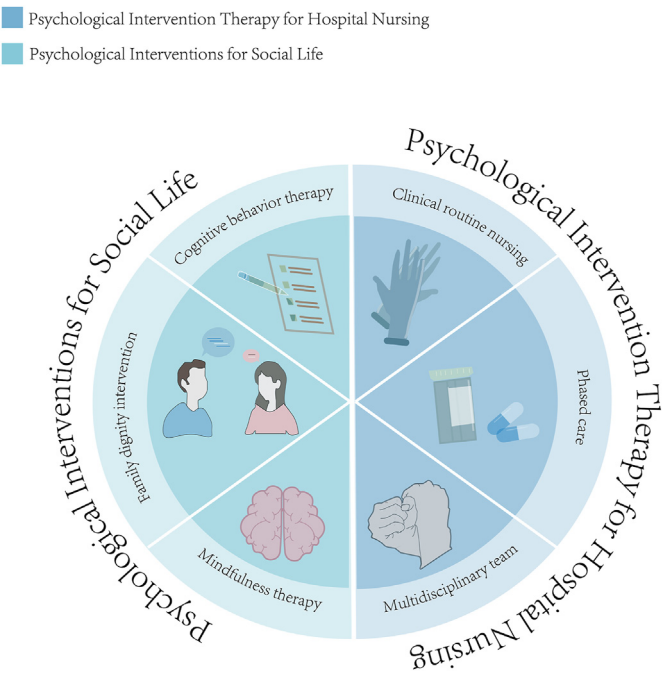 Psychological Intervention Therapy for Hospital Nursing
Psychological Interventions for Social Life
Psychological Interventions for Social Life
Psychological Intervention Therapy for Hospital Nursing
Cognitive behavior therapy
Clinical routine nursing
Family dignity intervention
Phased care
Mindfulness therapy
Multidisciplinary team